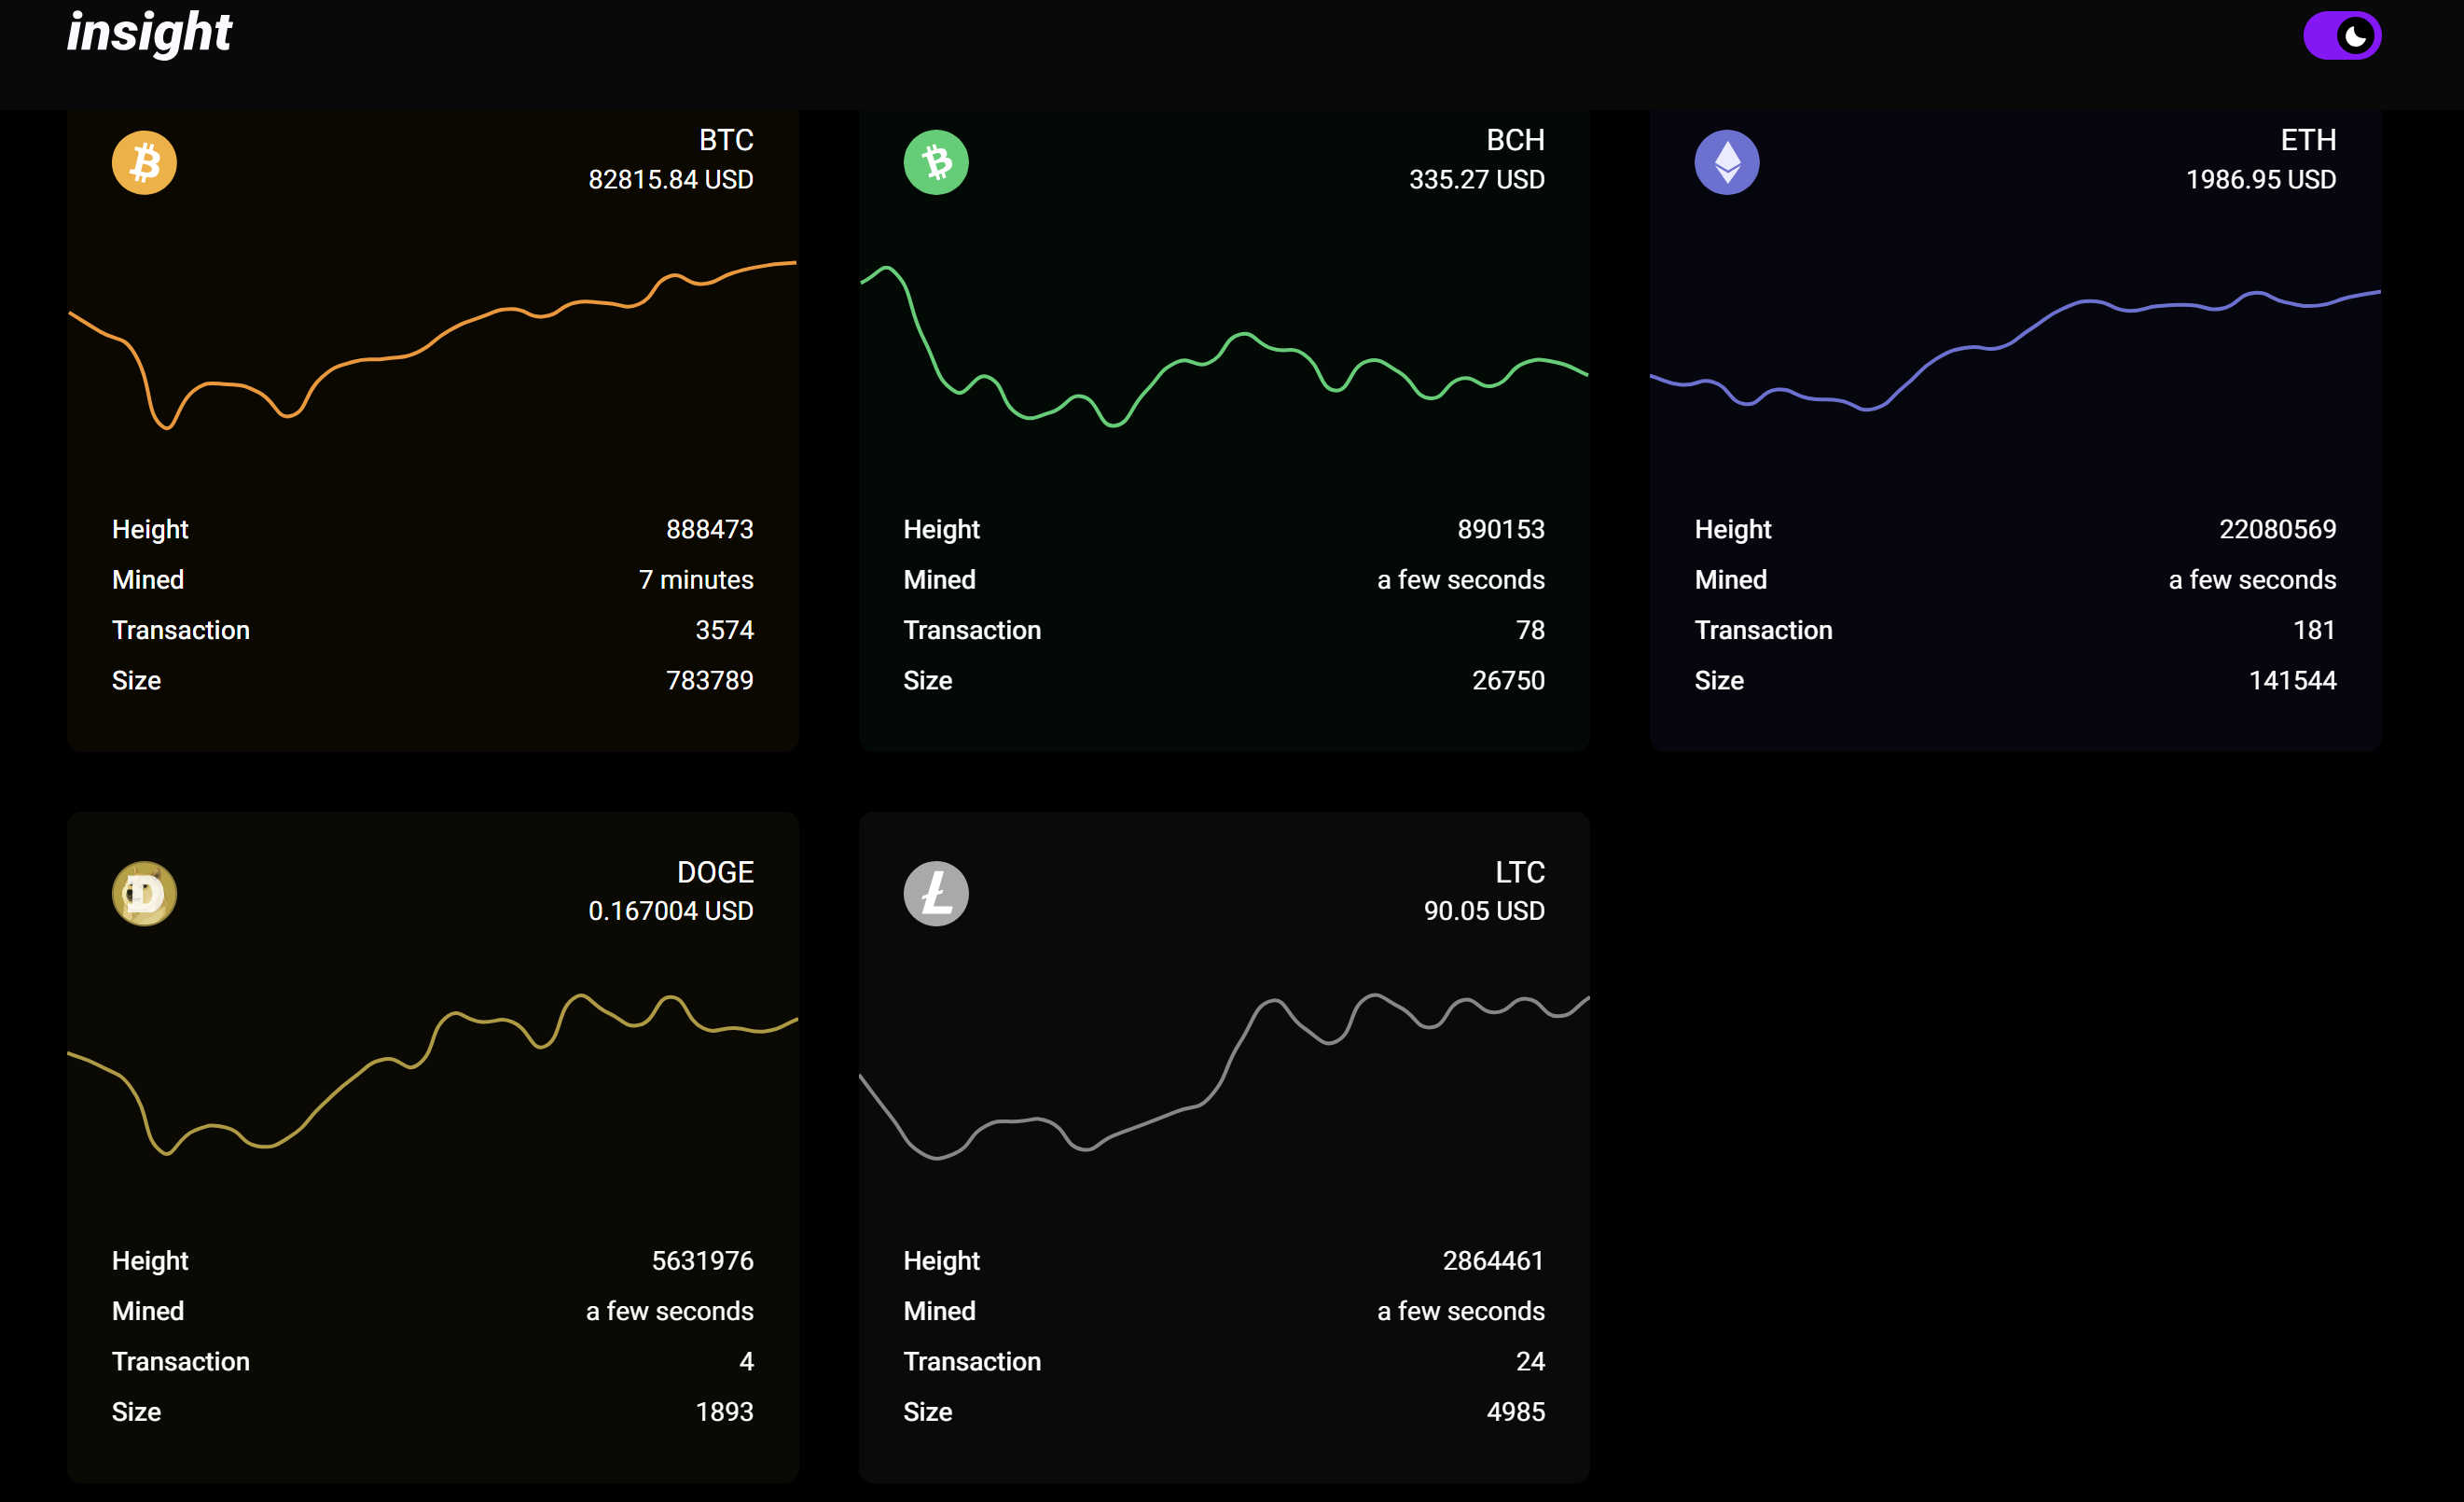 insight
BTC
82815.84 USD
Height 888473
Mined 7 minutes
Transaction 3574
Size 783789
BCH
335.27 USD
Height 890153
Mined a few seconds
Transaction 78
Size 26750
ETH
1986.95 USD
Height 22080569
Mined a few seconds
Transaction 181
Size 141544
DOGE
0.167004 USD
Height 5631976
Mined a few seconds
Transaction 4
Size 1893
LTC
90.05 USD
Height 2864461
Mined a few seconds
Transaction 24
Size 4985